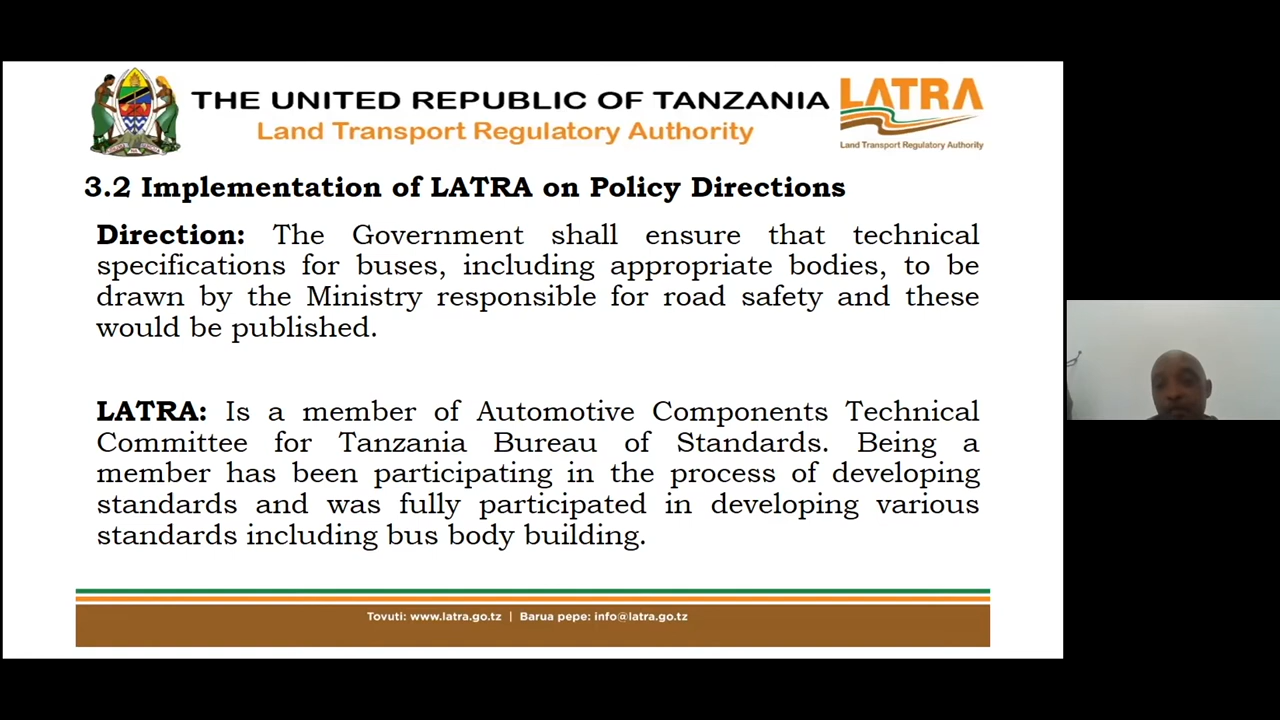 THE UNITED REPUBLIC OF TANZANIA
Land Transport Regulatory Authority
LATRA
Land Transport Regulatory Authority
3.2 Implementation of LATRA on Policy Directions
Direction: The Government shall ensure that technical
specifications for buses, including appropriate bodies, to be
drawn by the Ministry responsible for road safety and these
would be published.
LATRA: Is a member of Automotive Components Technical
Committee for Tanzania Bureau of Standards. Being a
member has been participating in the process of developing
standards and was fully participated in developing various
standards including bus body building.
Tovuti: www.latra.go.tz | Barua pepe: info@latra.go.tz